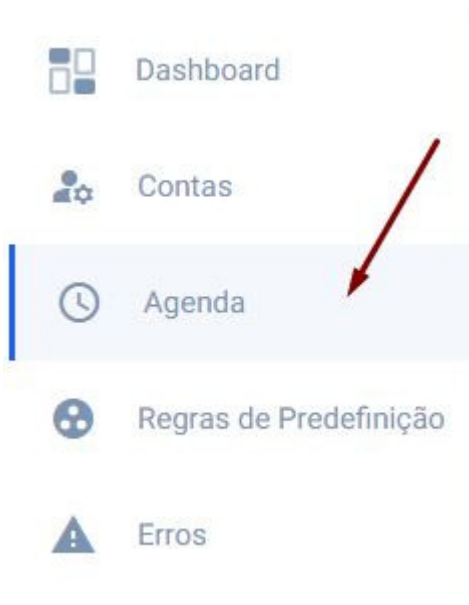 Dashboard
Contas
Agenda
Regras de Predefinição
Erros